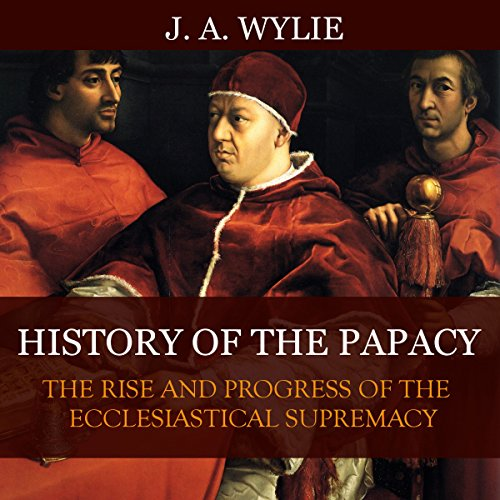 J. A. WYLIE
HISTORY OF THE PAPACY
THE RISE AND PROGRESS OF THE
ECCLESIASTICAL SUPREMACY